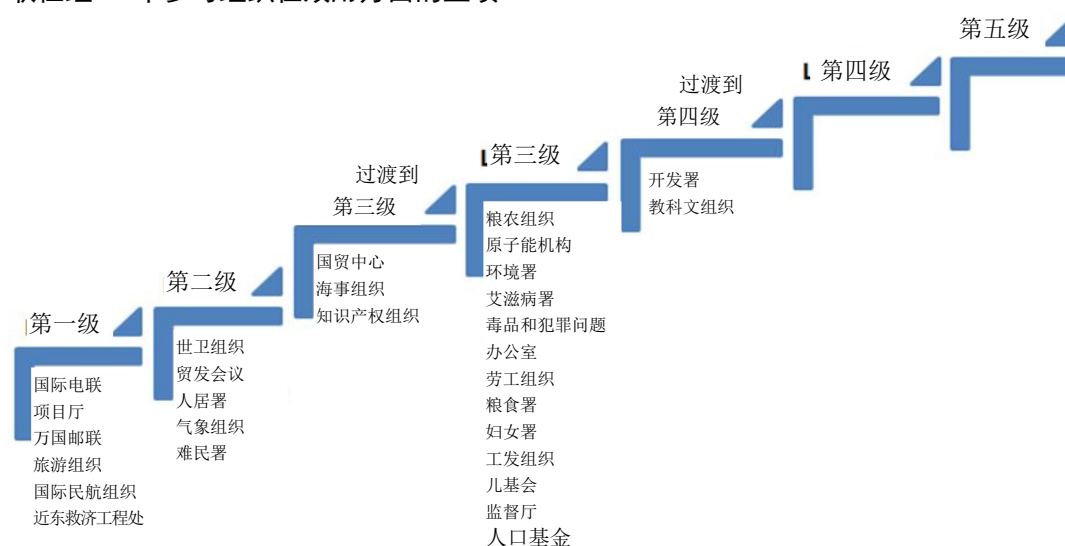 第一级
国际电联
项目厅
万国邮联
旅游组织
国际民航组织
近东救济工程处
第二级
世卫组织
贸发会议
人居署
气象组织
难民署
过渡到
第三级
国贸中心
海事组织
知识产权组织
第三级
粮农组织
原子能机构
环境署
艾滋病署
毒品和犯罪问题
办公室
劳工组织
粮食署
妇女署
工发组织
儿基会
监督厅
人口基金
过渡到
第四级
开发署
教科文组织
第四级
第五级